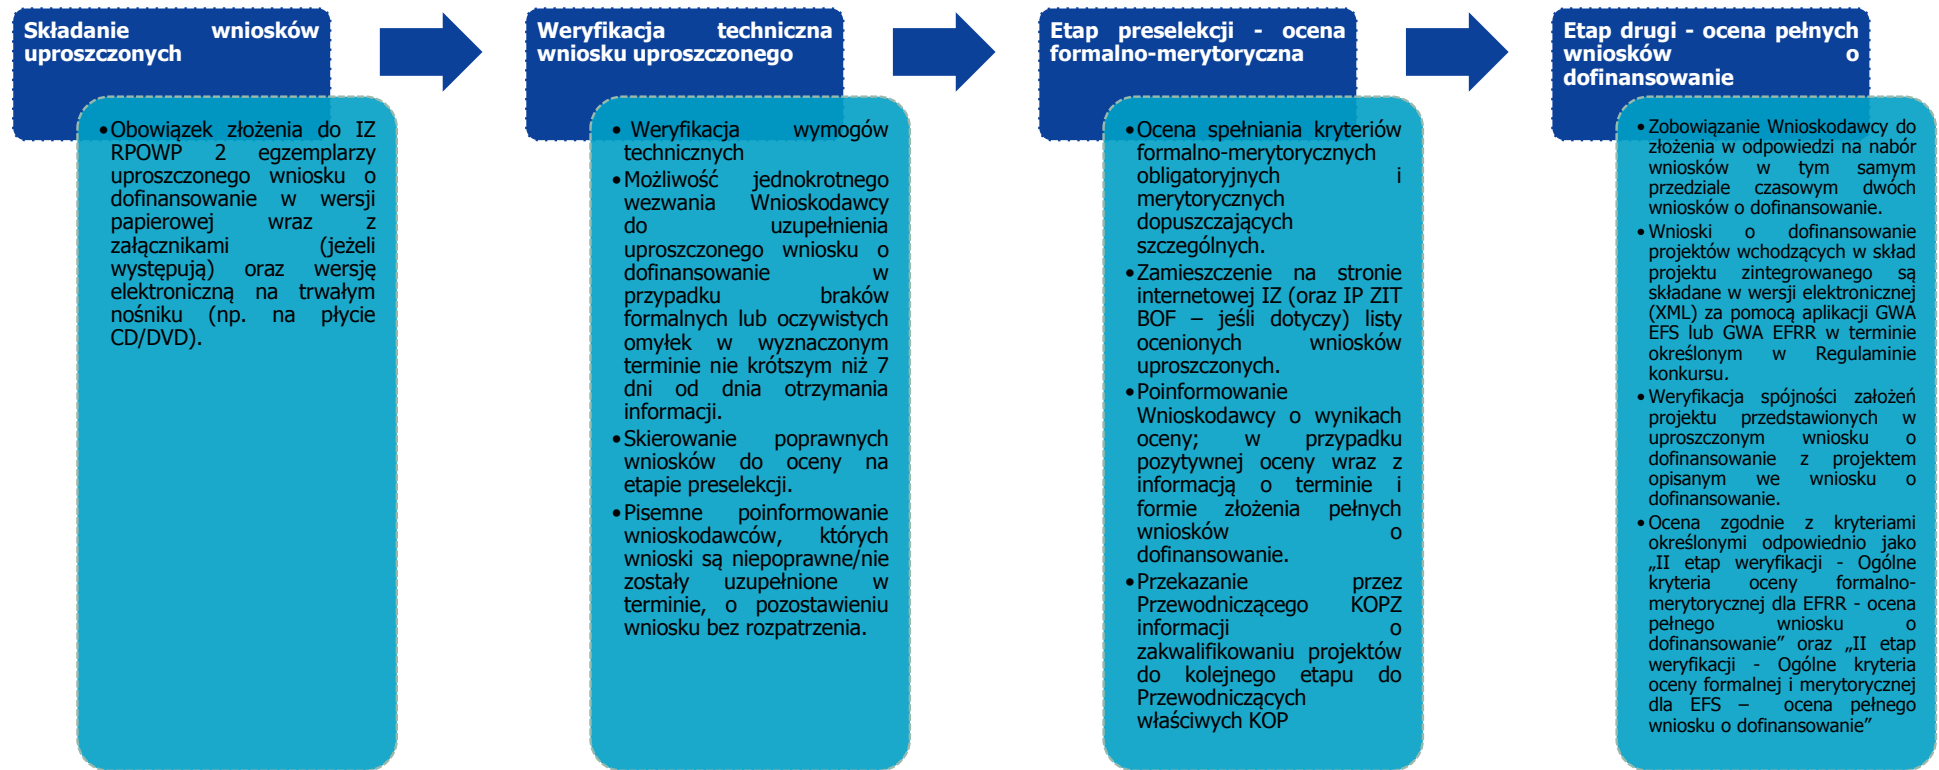 Składanie wniosków
uproszczonych
•Obowiązek złożenia do IZ
RPOWP 2 egzemplarzy
uproszczonego wniosku o
dofinansowanie w wersji
papierowej wraz z
załącznikami (jeżeli
występują) oraz wersję
elektroniczną na trwałym
nośniku (np. na płycie
CD/DVD).
Weryfikacja techniczna
wniosku uproszczonego
• Weryfikacja wymogów
technicznych
•Możliwość jednokrotnego
wezwania Wnioskodawcy
do uzupełnienia
uproszczonego wniosku o
dofinansowanie w
przypadku braków
formalnych lub oczywistych
omyłek w wyznaczonym
terminie nie krótszym niż 7
dni od dnia otrzymania
informacji.
•Skierowanie poprawnych
wniosków do oceny na
etapie preselekcji.
•Pisemne poinformowanie
wnioskodawców, których
wnioski są niepoprawne/nie
zostały uzupełnione w
terminie, o pozostawieniu
wniosku bez rozpatrzenia.
Etap preselekcji - ocena
formalno-merytoryczna
•Ocena spełniania kryteriów
formalno-merytorycznych
obligatoryjnych i
merytorycznych
dopuszczających
szczególnych.
•Zamieszczenie na stronie
internetowej IZ (oraz IP ZIT
BOF – jeśli dotyczy) listy
ocenionych wniosków
uproszczonych.
•Poinformowanie
Wnioskodawcy o wynikach
oceny; w przypadku
pozytywnej oceny wraz z
informacją o terminie i
formie złożenia pełnych
wniosków o
dofinansowanie.
•Przekazanie przez
Przewodniczącego KOPZ
informacji o
zakwalifikowaniu projektów
do kolejnego etapu do
Przewodniczących
właściwych KOP
Etap drugi - ocena pełnych
wniosków o
dofinansowanie
•Zobowiązanie Wnioskodawcy do
złożenia w odpowiedzi na nabór
wniosków w tym samym
przedziale czasowym dwóch
wniosków o dofinansowanie.
•Wnioski o dofinansowanie
projektów wchodzących w skład
projektu zintegrowanego są
składane w wersji elektronicznej
(XML) za pomocą aplikacji GWA
EFS lub GWA EFRR w terminie
określonym w Regulaminie
konkursu.
•Weryfikacja spójności założeń
projektu przedstawionych w
uproszczonym wniosku o
dofinansowanie z projektem
opisanym we wniosku o
dofinansowanie.
•Ocena zgodnie z kryteriami
określonymi odpowiednio jako
„II etap weryfikacji - Ogólne
kryteria oceny formalno-
merytorycznej dla EFRR - ocena
pełnego wniosku o
dofinansowanie” oraz „II etap
weryfikacji - Ogólne kryteria
oceny formalnej i merytorycznej
dla EFS – ocena pełnego
wniosku o dofinansowanie”